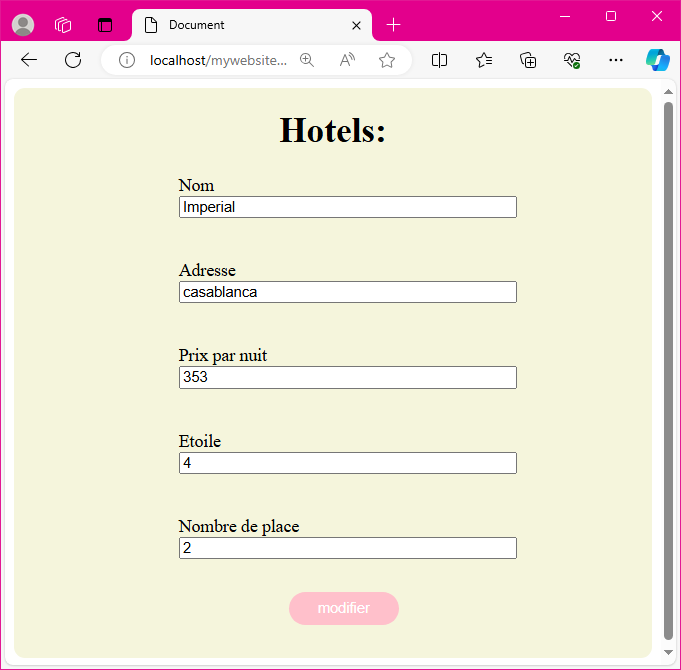 Document
localhost/mywebsite...
Hotels:
Nom
Imperial
Adresse
casablanca
Prix par nuit
353
Etoile
4
Nombre de place
2
modifier